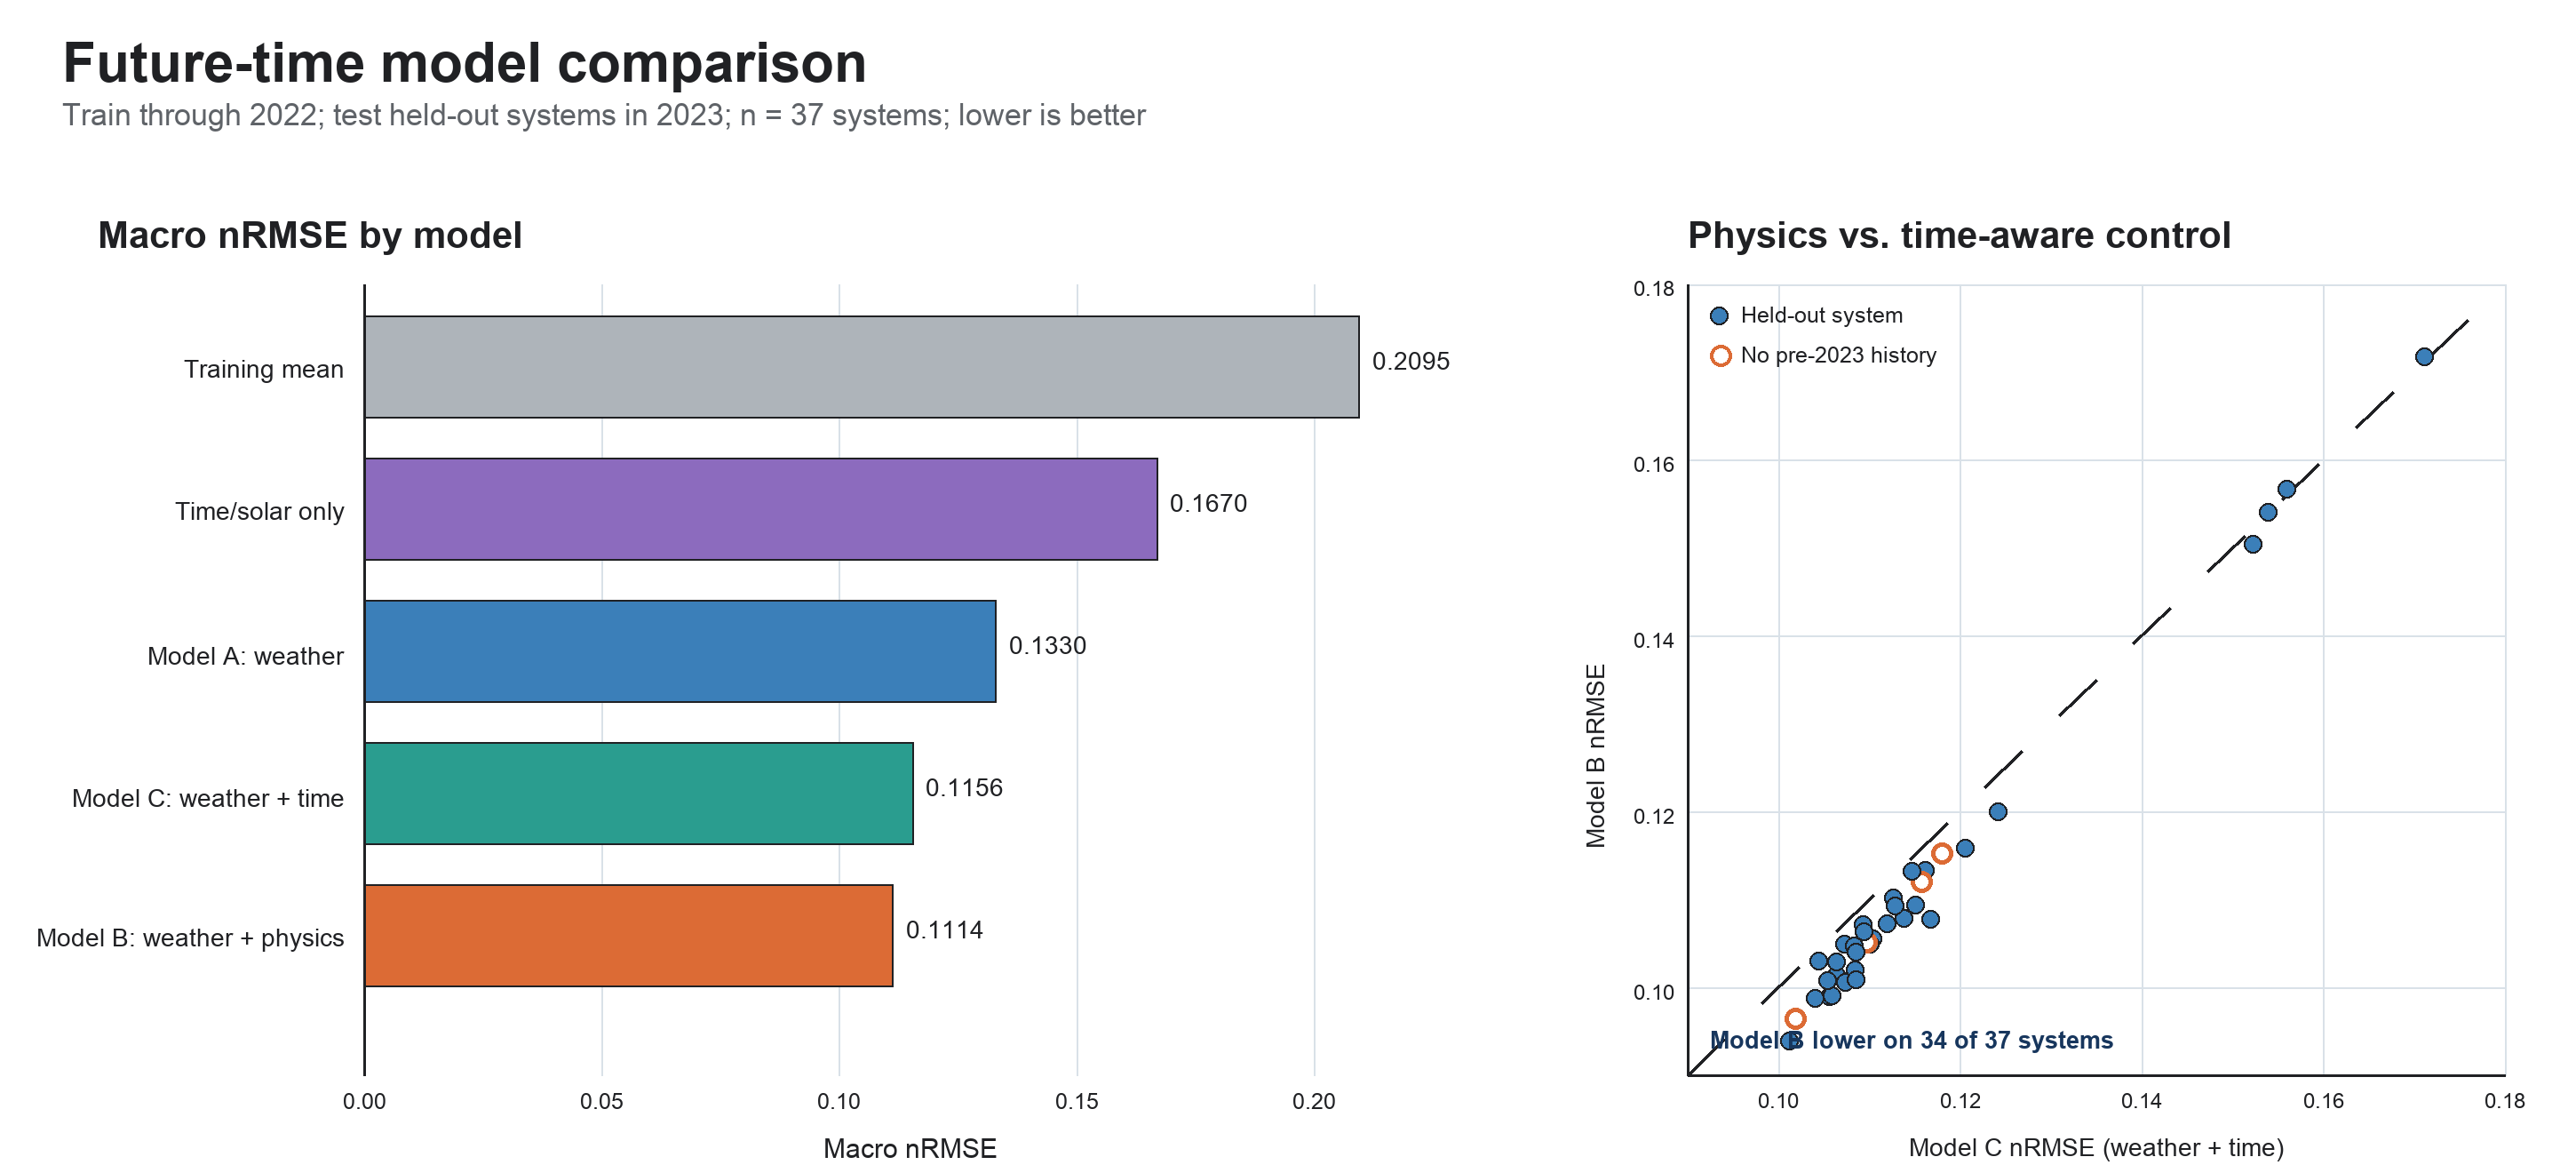 Future-time model comparison
Train through 2022; test held-out systems in 2023; n = 37 systems; lower is better
Macro nRMSE by model
Training mean
0.2095
Time/solar only
0.1670
Model A: weather
0.1330
Model C: weather + time
0.1156
Model B: weather + physics
0.1114
0.00 0.05 0.10 0.15 0.20
Macro nRMSE
Physics vs. time-aware control
Held-out system
No pre-2023 history
0.18
0.16
0.14
0.12
0.10
Model B nRMSE
Model B lower on 34 of 37 systems
0.10 0.12 0.14 0.16 0.18
Model C nRMSE (weather + time)